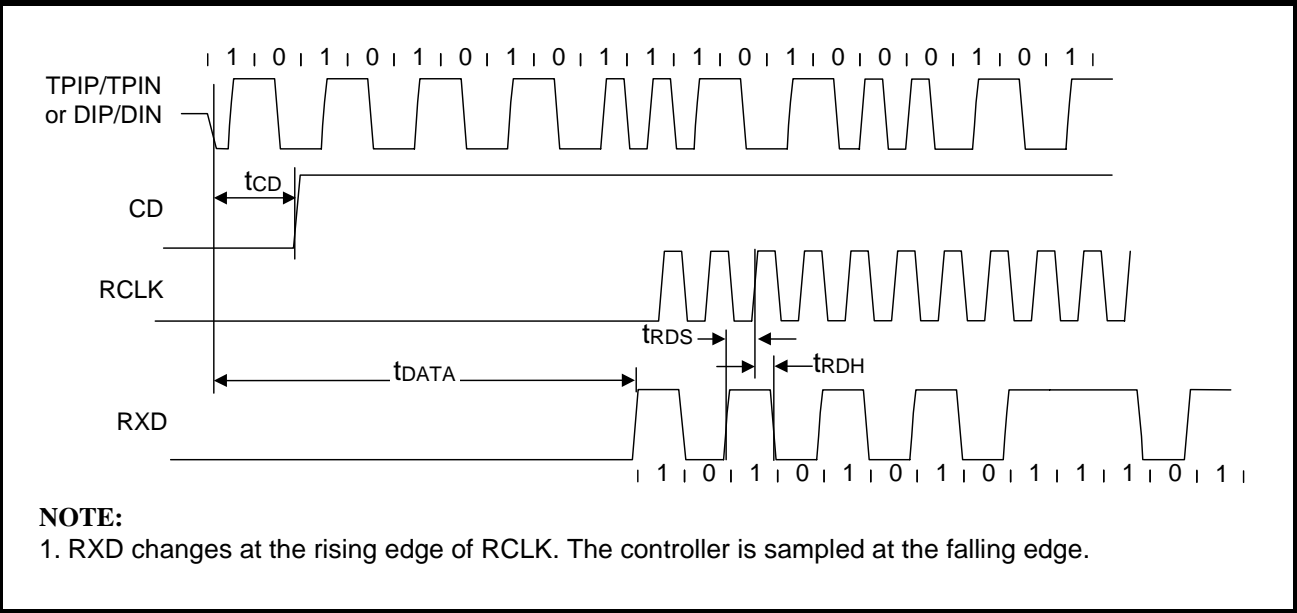 1 0 1 0 1 0 1 0 1 1 1 0 1 0 0 0 1 0 1
TPIP/TPIN
or DIP/DIN
tCD
CD
RCLK
tRDS
tRDH
tDATA
RXD
1 0 1 0 1 0 1 0 1 1 1 0 1
NOTE:
1. RXD changes at the rising edge of RCLK. The controller is sampled at the falling edge.